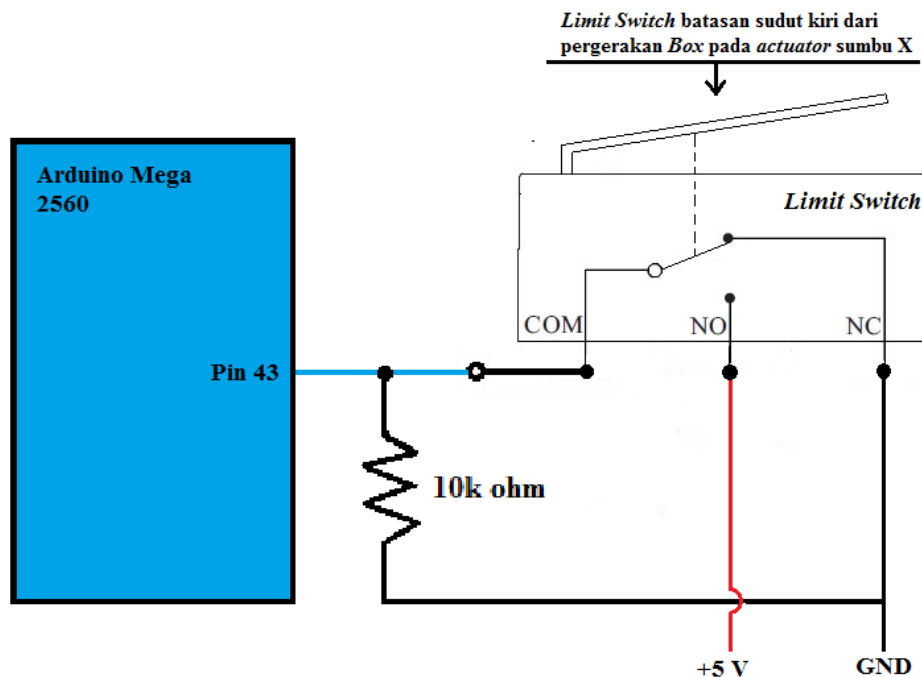 Limit Switch batasan sudut kiri dari
pergerakan Box pada actuator sumbu X
Arduino Mega
2560
Limit Switch
COM
NO
NC
Pin 43
10k ohm
+5 V
GND